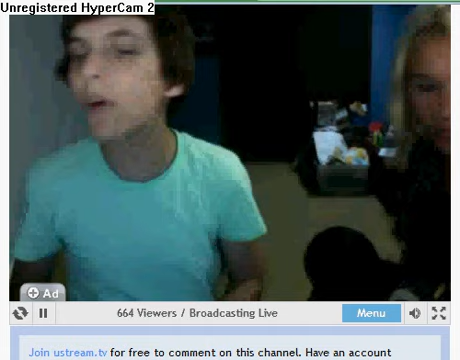 Unregistered HyperCam 2
Ad
664 Viewers / Broadcasting Live
Menu
Join ustream.tv for free to comment on this channel. Have an account